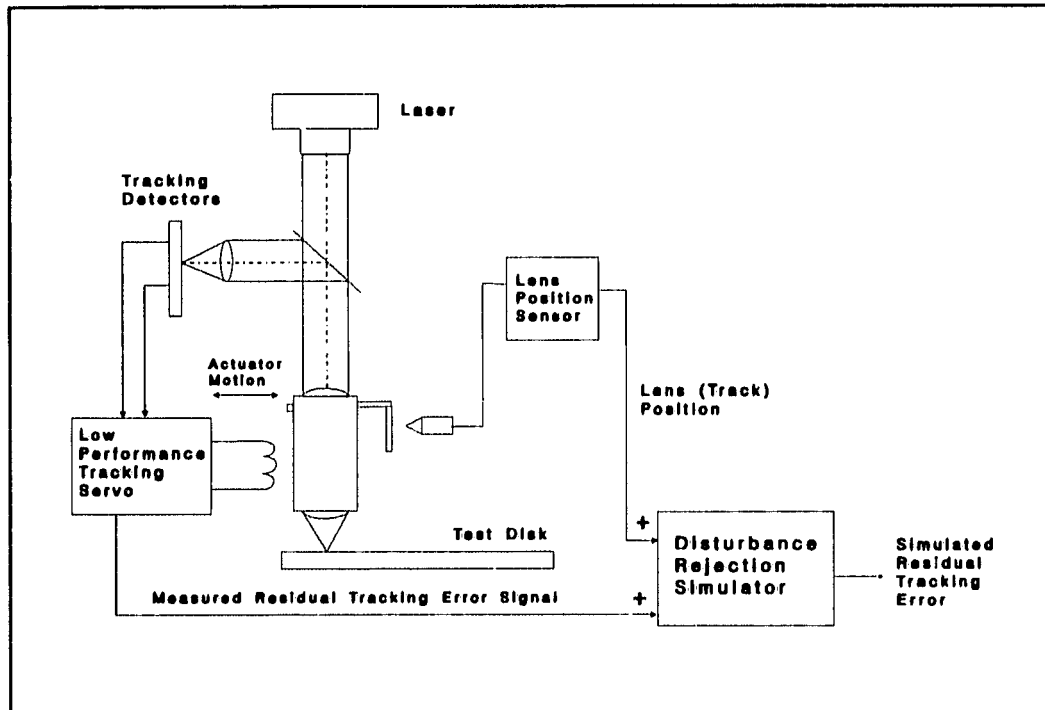 Laser
Tracking
Detectors
Lens
Position
Sensor
Actuator
Motion
Lens (Track)
Position
Low
Performance
Tracking
Servo
Test Disk
+
Disturbance
Rejection
Simulator
Simulated
Residual
Tracking
Error
Measured Residual Tracking Error Signal
+